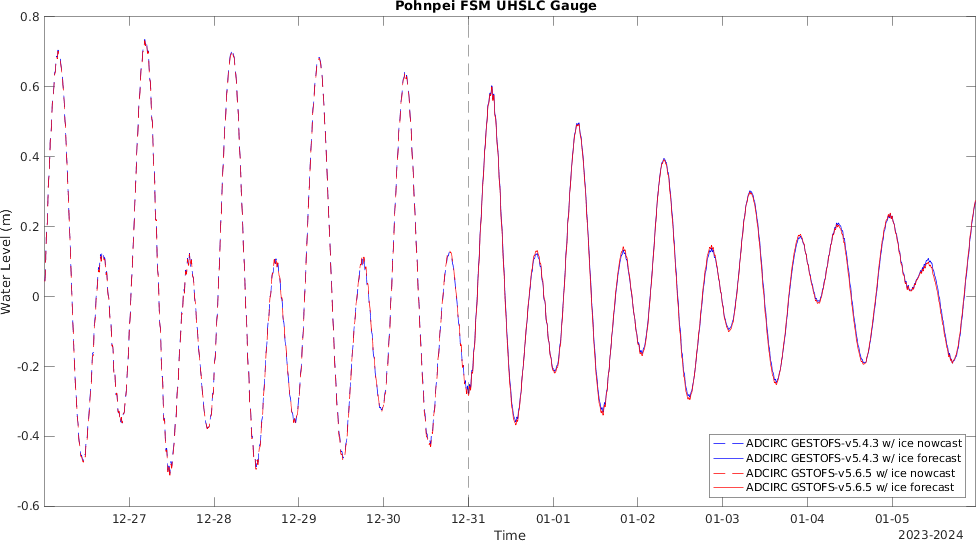 Pohnpei FSM UHSLC Gauge
0.8
0.6
0.4
0.2
0
-0.2
-0.4
-0.6
Water Level (m)
12-27 12-28 12-29 12-30 12-31 01-01 01-02 01-03 01-04 01-05
Time
2023-2024
ADCIRC GESTOFS-v5.4.3 w/ ice nowcast
ADCIRC GESTOFS-v5.4.3 w/ ice forecast
ADCIRC GSTOFS-v5.6.5 w/ ice nowcast
ADCIRC GSTOFS-v5.6.5 w/ ice forecast